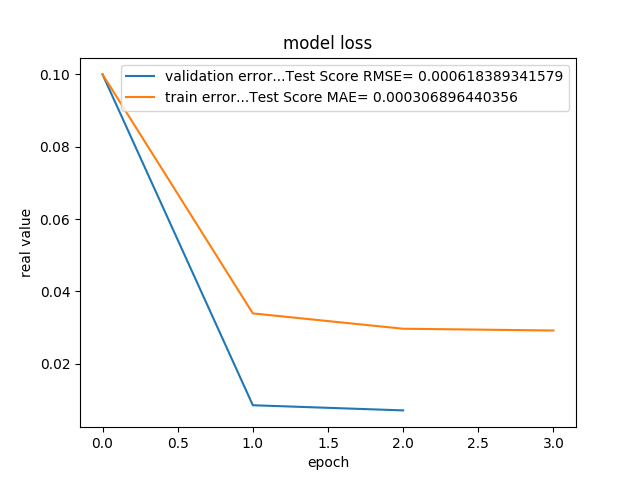 model loss
validation error...Test Score RMSE= 0.000618389341579
train error...Test Score MAE= 0.000306896440356
0.10
0.08
0.06
0.04
0.02
real value
0.0 0.5 1.0 1.5 2.0 2.5 3.0
epoch